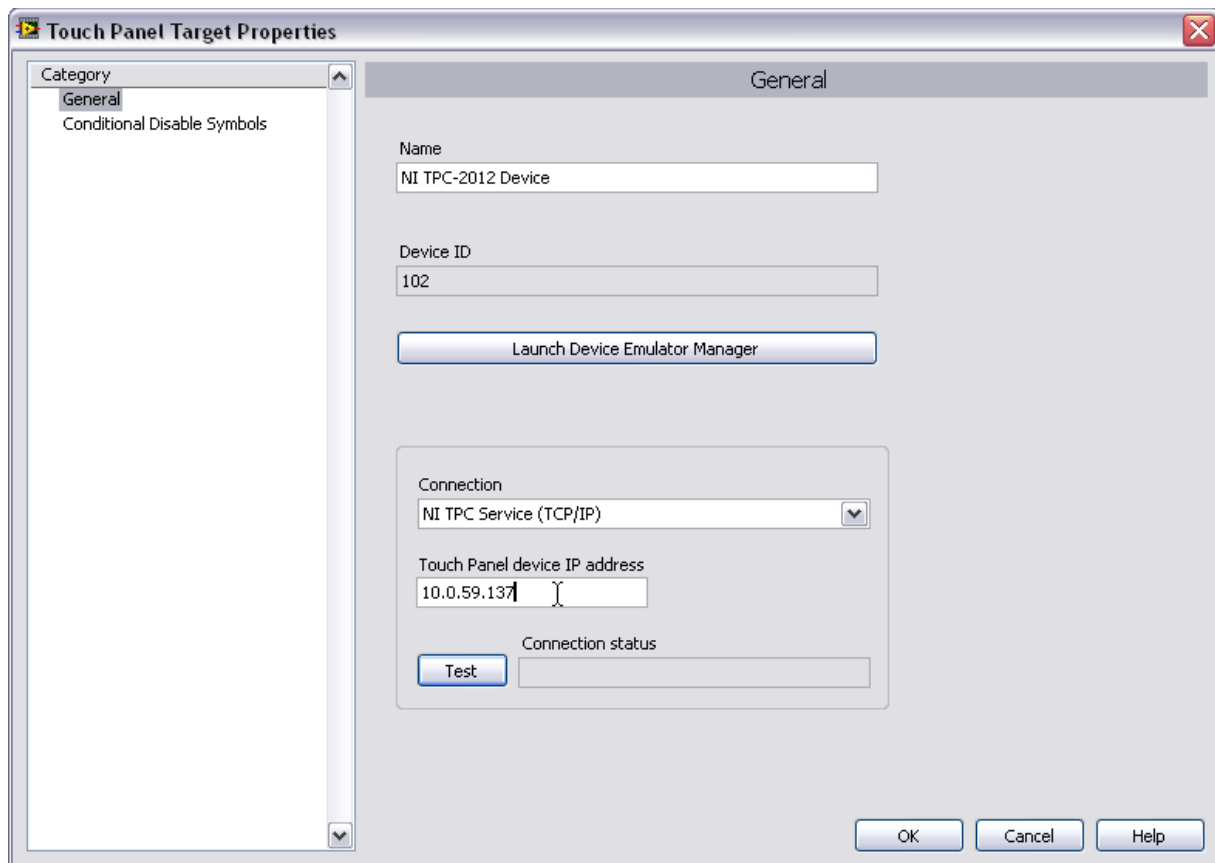 Touch Panel Target Properties
Category
General
Conditional Disable Symbols
General
Name
NI TPC-2012 Device
Device ID
102
Launch Device Emulator Manager
Connection
NI TPC Service (TCP/IP)
Touch Panel device IP address
10.0.59.137
Connection status
Test
OK Cancel Help